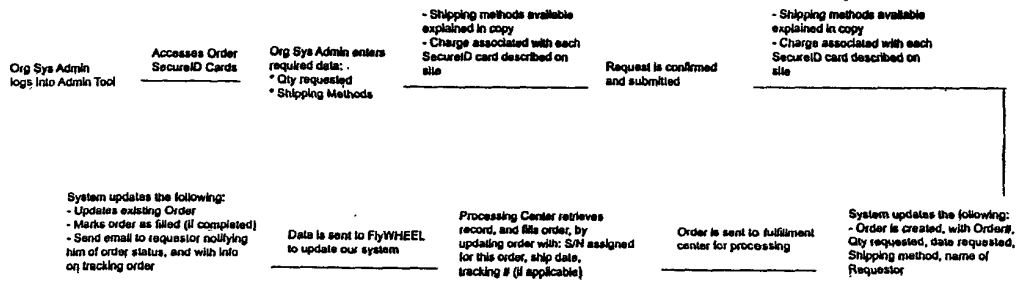 Org Sys Admin
logs into Admin Tool
Accesses Order
SecureID Cards
Org Sys Admin enters
required data: .
* Qty requested
* Shipping Methods
- Shipping methods available
explained in copy
- Charge associated with each
SecureID card described on
site
Request is confirmed
and submitted
- Shipping methods available
explained in copy
- Charge associated with each
SecureID card described on
site
System updates the following:
- Order is created, with Order#,
Qty requested, date requested,
Shipping method, name of
Requestor
Order is sent to fulfillment
center for processing
Processing Center retrieves
record, and fills order, by
updating order with: S/N assigned
for this order, ship date,
tracking # (if applicable)
Data is sent to FlyWHEEL
to update our system
System updates the following:
- Updates existing Order
- Marks order as filled (if completed)
- Send email to requestor notifying
him of order status, and with info
on tracking order